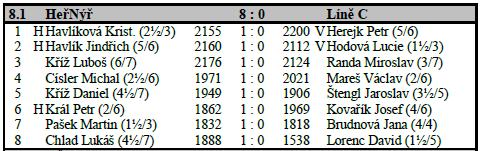 8.1 HeřNýř 8 : 0 Líně C
1 H Havlíková Krist. (2½/3) 2155 1 : 0 2200 V Herejk Petr (5/6)
2 H Havlík Jindřich (5/6) 2160 1 : 0 2112 V Hodová Lucie (1½/3)
3 Kříž Luboš (6/7) 2176 1 : 0 2124 Randa Miroslav (3/7)
4 Císler Michal (2½/6) 1971 1 : 0 2021 Mareš Václav (2/6)
5 Kříž Daniel (4½/7) 1949 1 : 0 1906 Štengl Jaroslav (3½/5)
6 H Král Petr (2/6) 1862 1 : 0 1969 Kovařík Josef (4/6)
7 Pašek Martin (1½/3) 1832 1 : 0 1818 Brudnová Jana (4/4)
8 Chlad Lukáš (4½/7) 1888 1 : 0 1538 Lorenc David (1½/5)